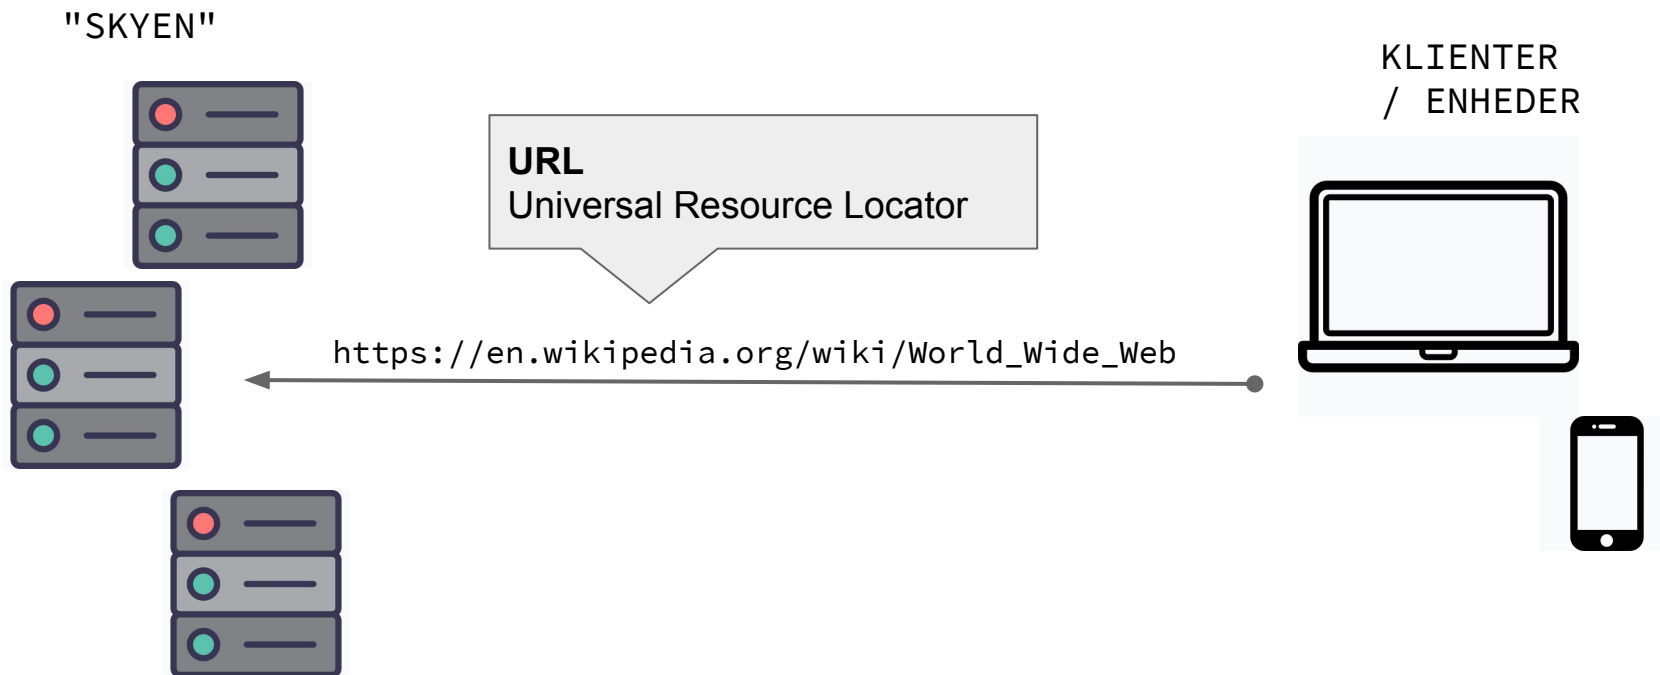 "SKYEN"
KLIENTER
/ ENHEDER
URL
Universal Resource Locator
https://en.wikipedia.org/wiki/World_Wide_Web